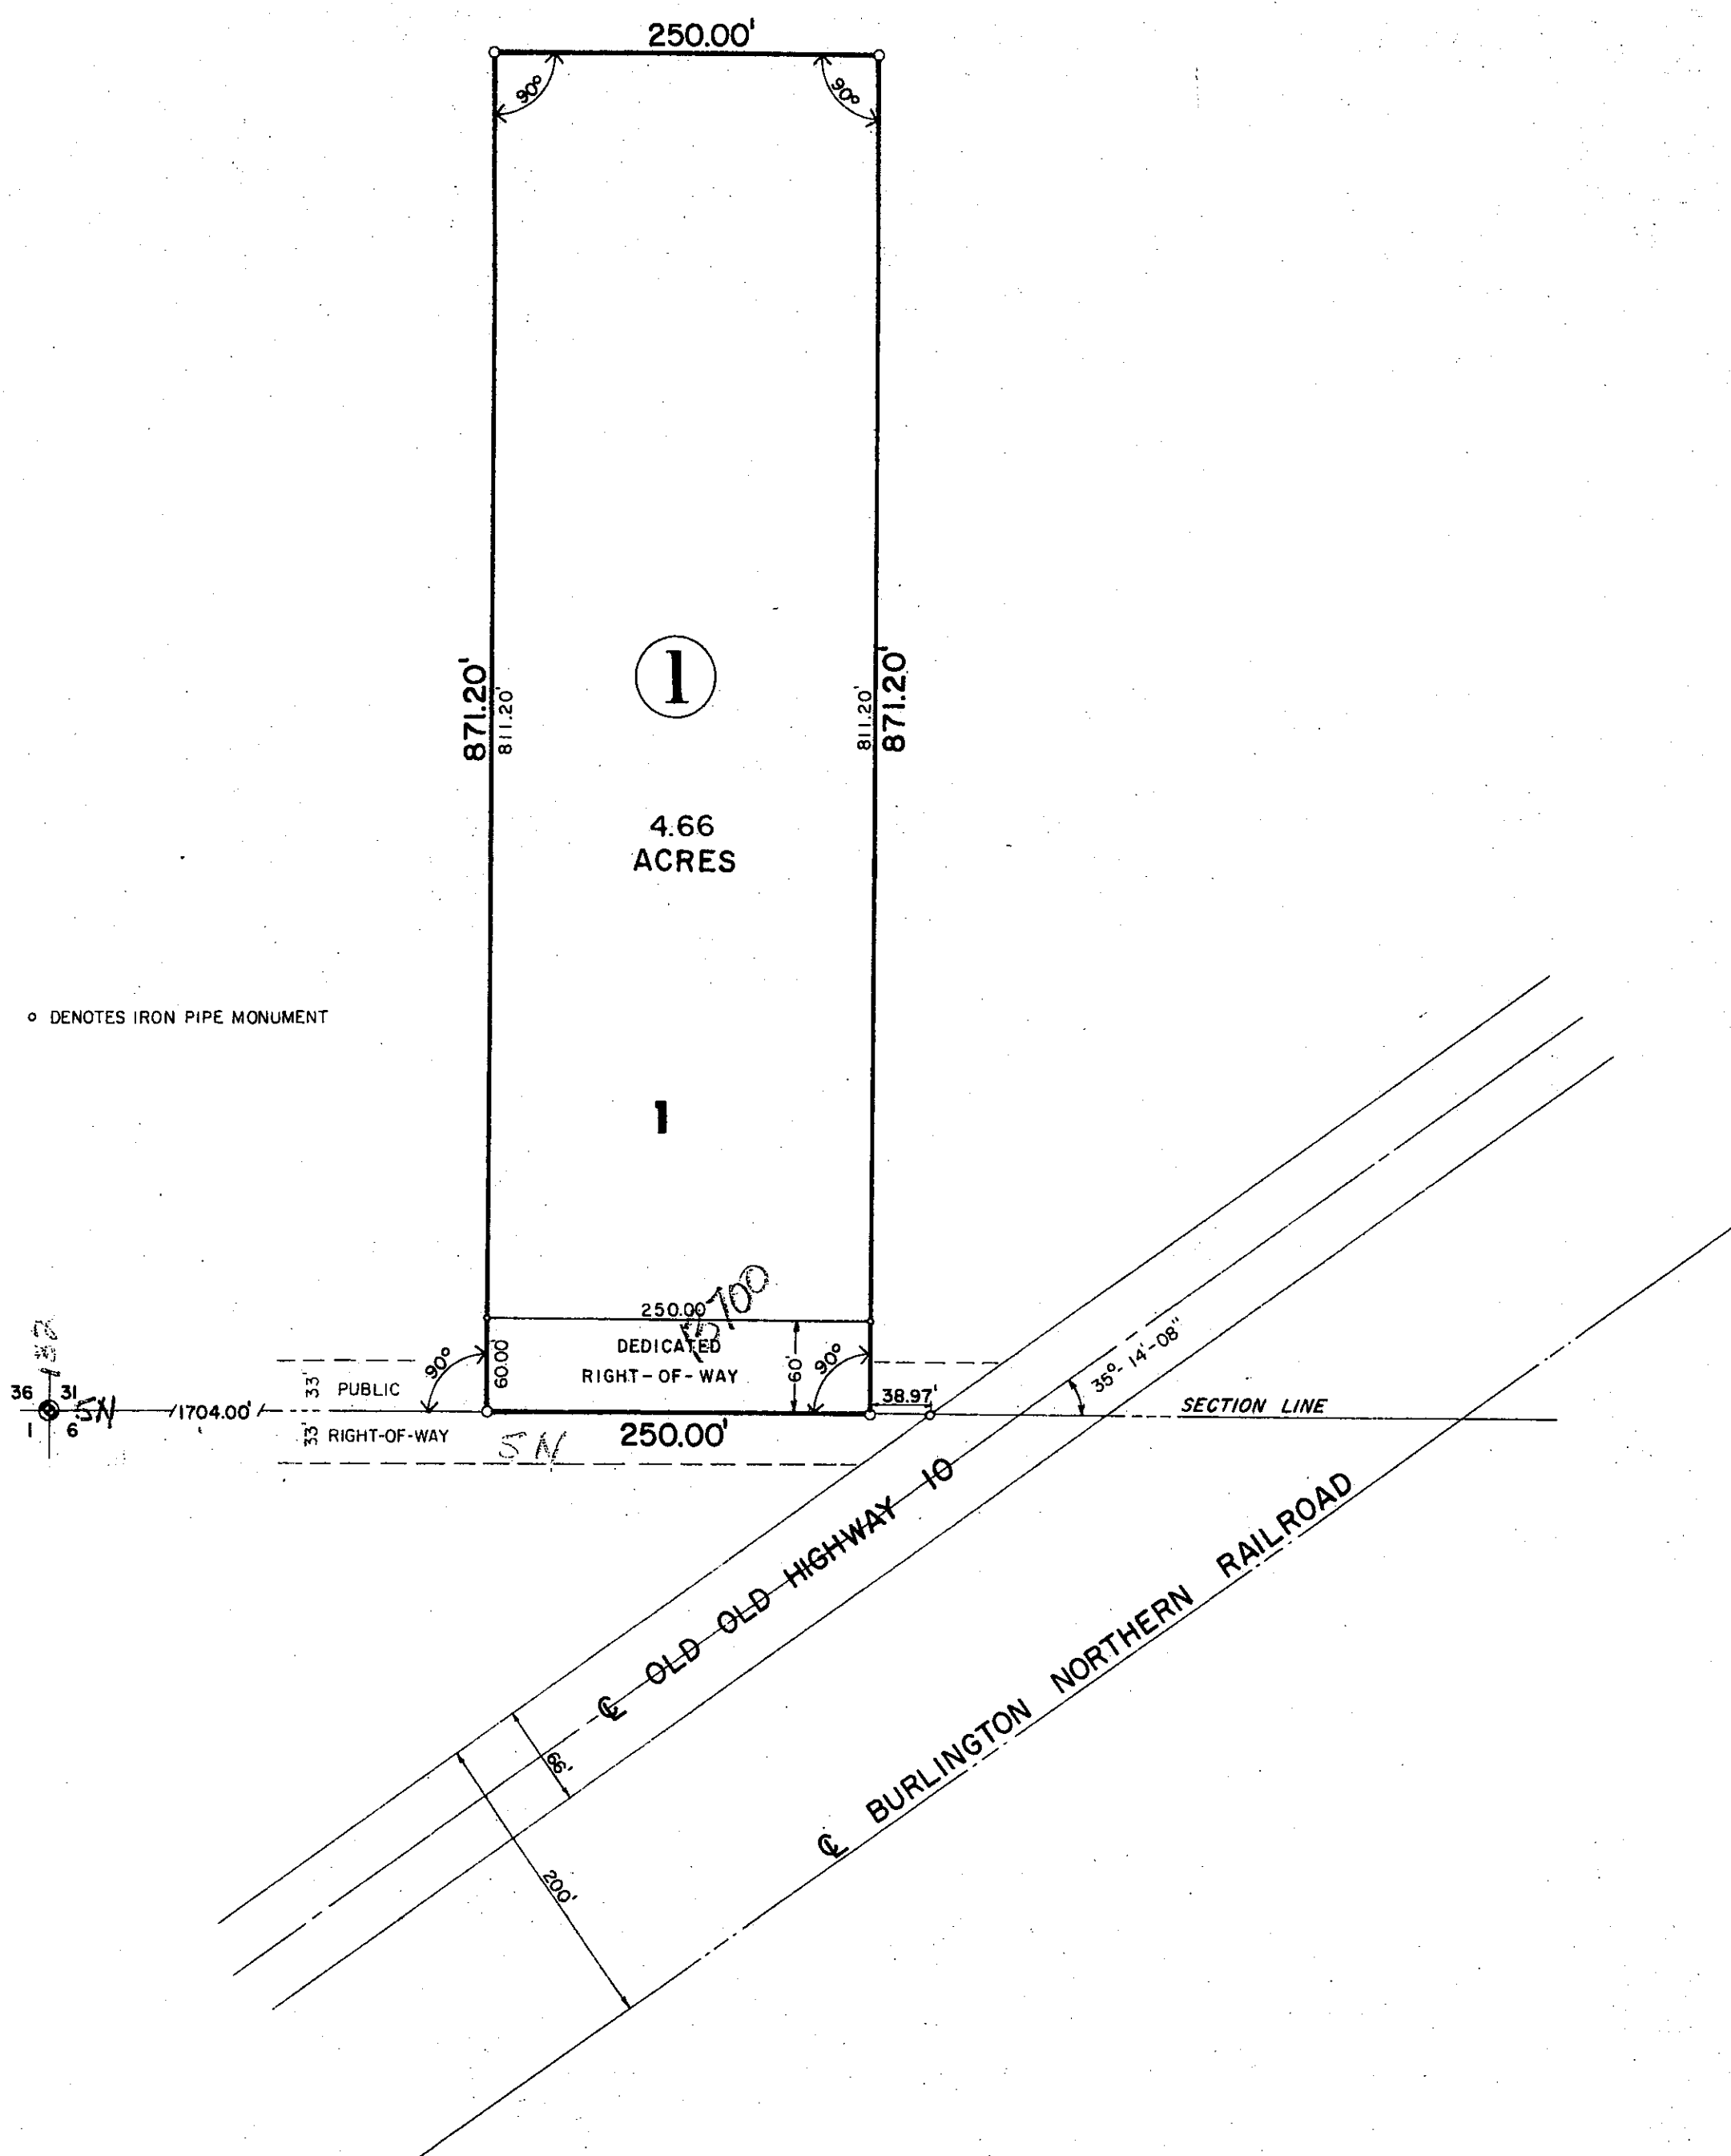 250.00'
90°
90°
871.20'
811.20'
1
811.20'
871.20'
4.66
ACRES
o DENOTES IRON PIPE MONUMENT
1
250.00
DEDICATED
RIGHT-OF-WAY
60.00
60'
90°
90°
33' PUBLIC
33' RIGHT-OF-WAY
36 31
1 6
5N
1704.00'
5N
250.00'
38.97'
35°-14'-08"
SECTION LINE
℄ OLD OLD HIGHWAY 10
℄ BURLINGTON NORTHERN RAILROAD
66'
200'